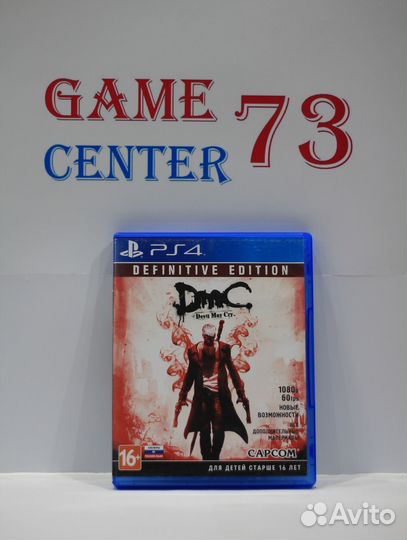 GAME 73
CENTER
PS4
DEFINITIVE EDITION
DmC
Devil May Cry
1080p
60fps
НОВЫЕ
ВОЗМОЖНОСТИ
ВСЕ
ДОПОЛНИТЕЛЬНЫЕ
МАТЕРИАЛЫ
CAPCOM
16+
ДЛЯ ДЕТЕЙ СТАРШЕ 16 ЛЕТ
Avito